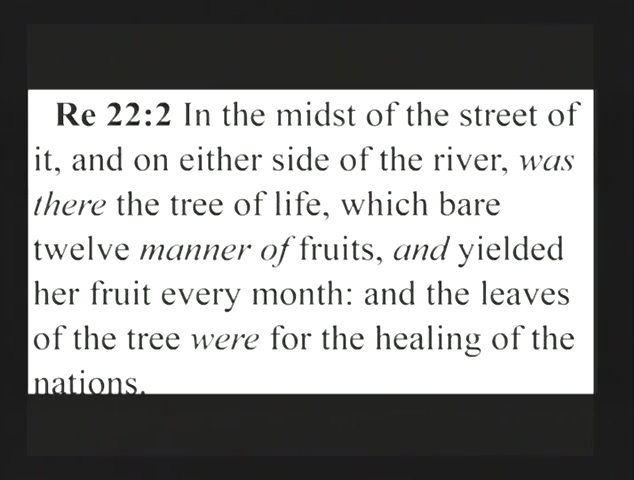 Re 22:2 In the midst of the street of
it, and on either side of the river, was
there the tree of life, which bare
twelve manner of fruits, and yielded
her fruit every month: and the leaves
of the tree were for the healing of the
nations.